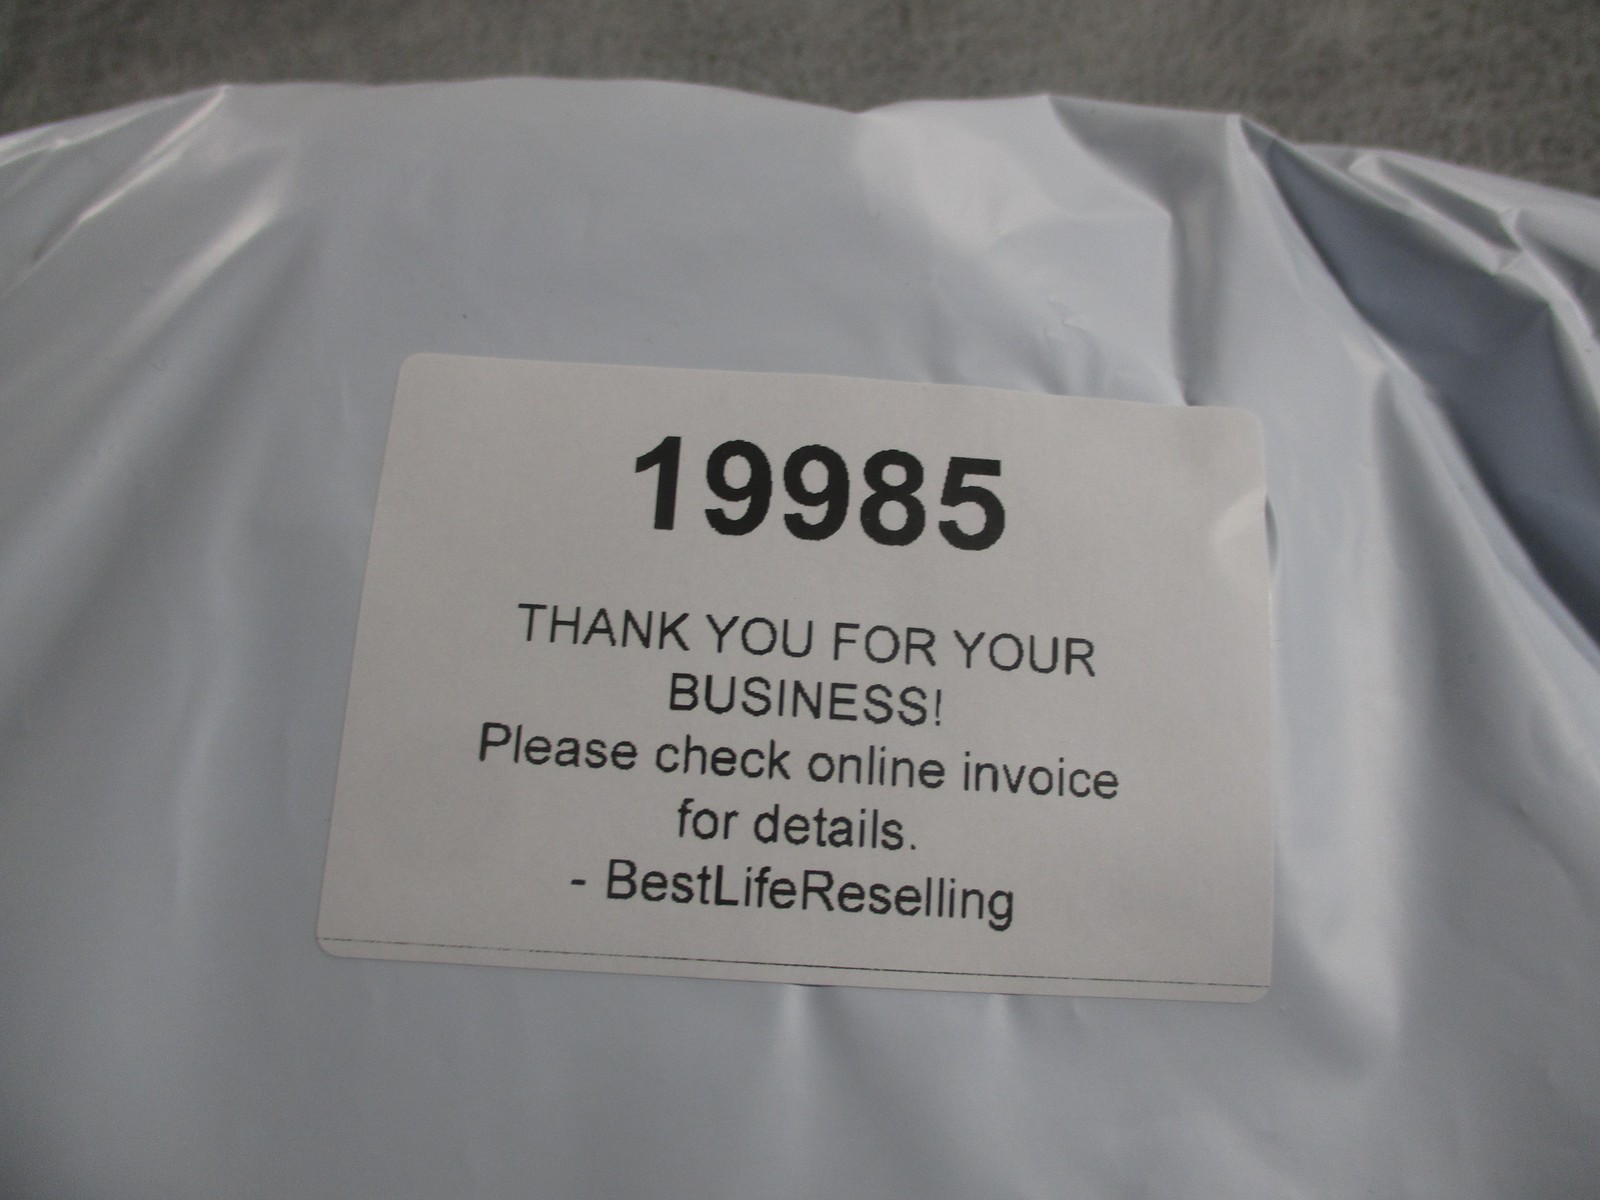 19985
THANK YOU FOR YOUR
BUSINESS!
Please check online invoice
for details.
- BestLifeReselling